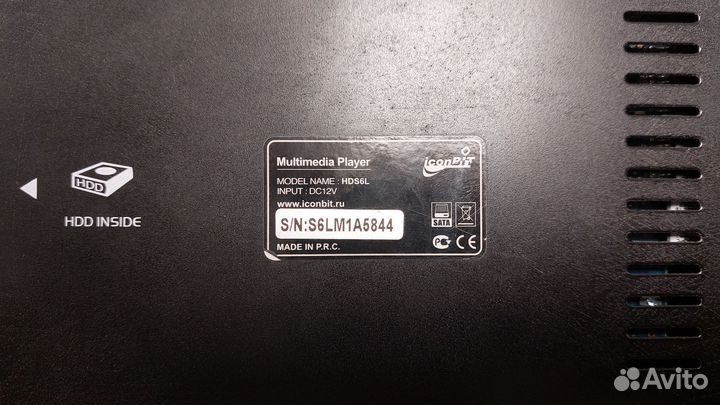 HDD
HDD INSIDE
Multimedia Player
iconBIT
MODEL NAME : HDS6L
INPUT : DC12V
www.iconbit.ru
S/N:S6LM1A5844
SATA
MADE IN P.R.C.
CE
Avito